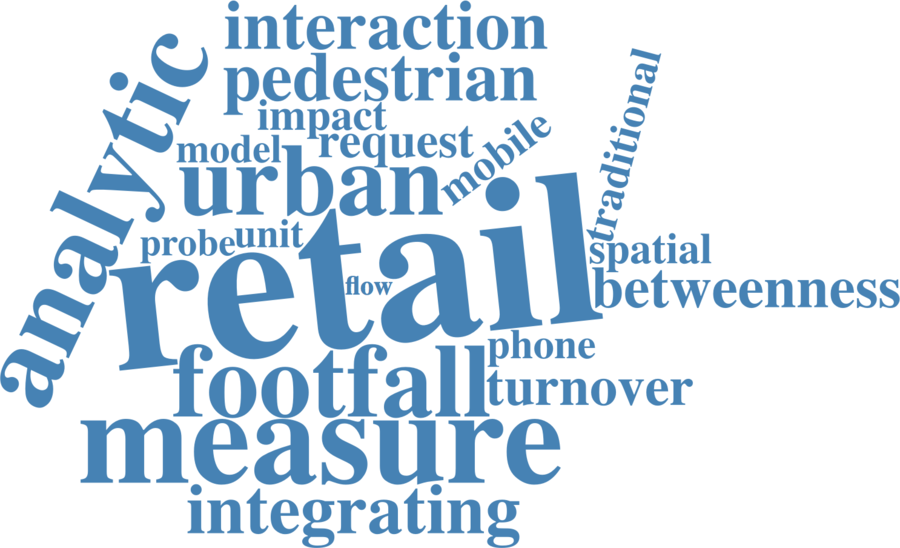 interaction
pedestrian
analytic
impact
request
mobile
traditional
model
urban
retail
probe
unit
flow
spatial
betweenness
phone
footfall
turnover
measure
integrating